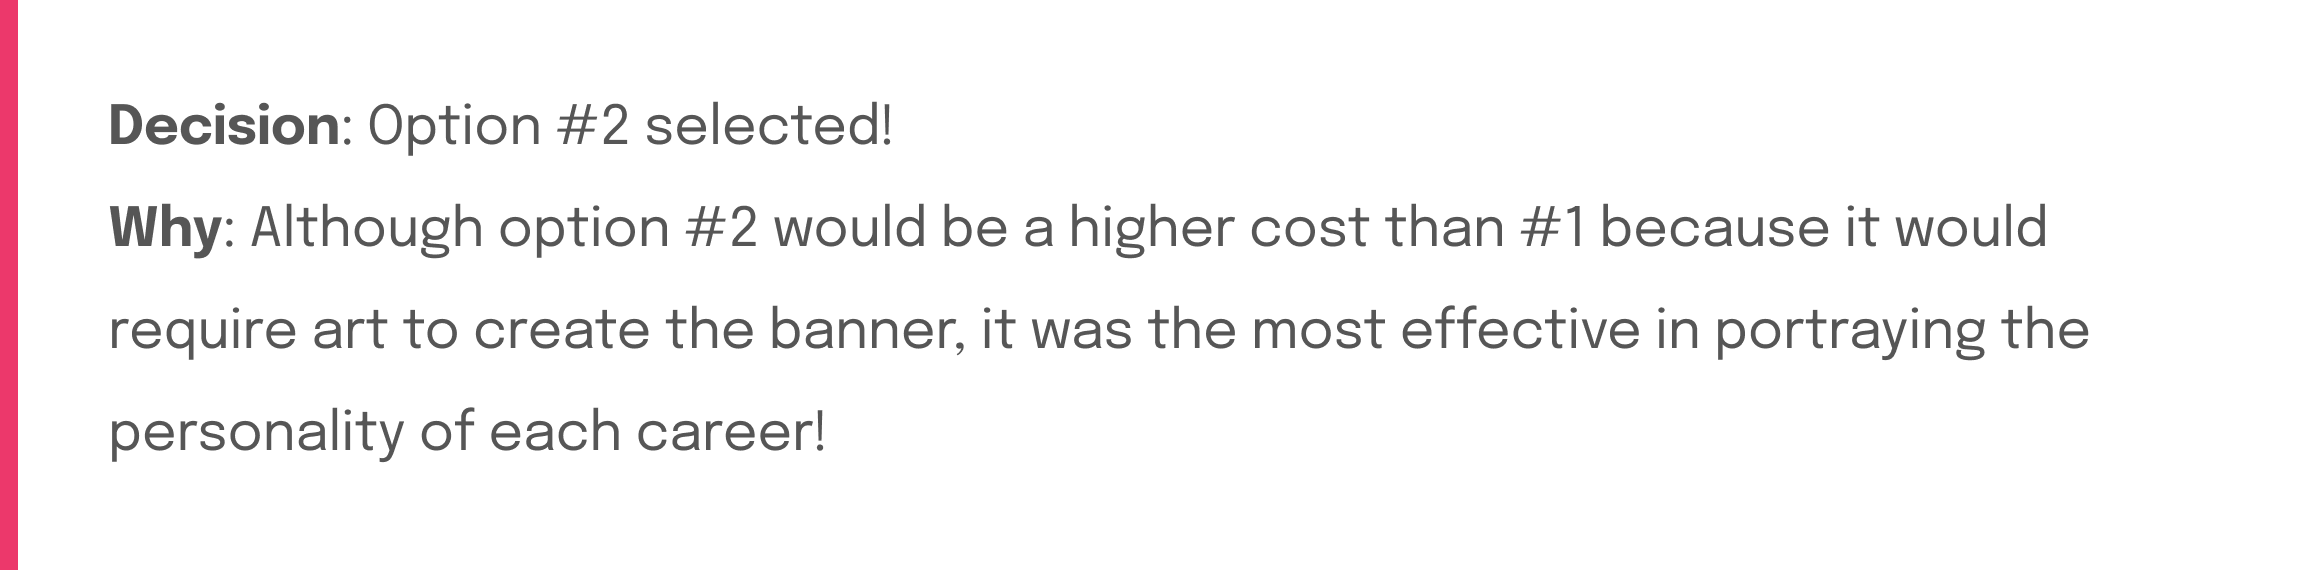 Decision: Option #2 selected!
Why: Although option #2 would be a higher cost than #1 because it would
require art to create the banner, it was the most effective in portraying the
personality of each career!